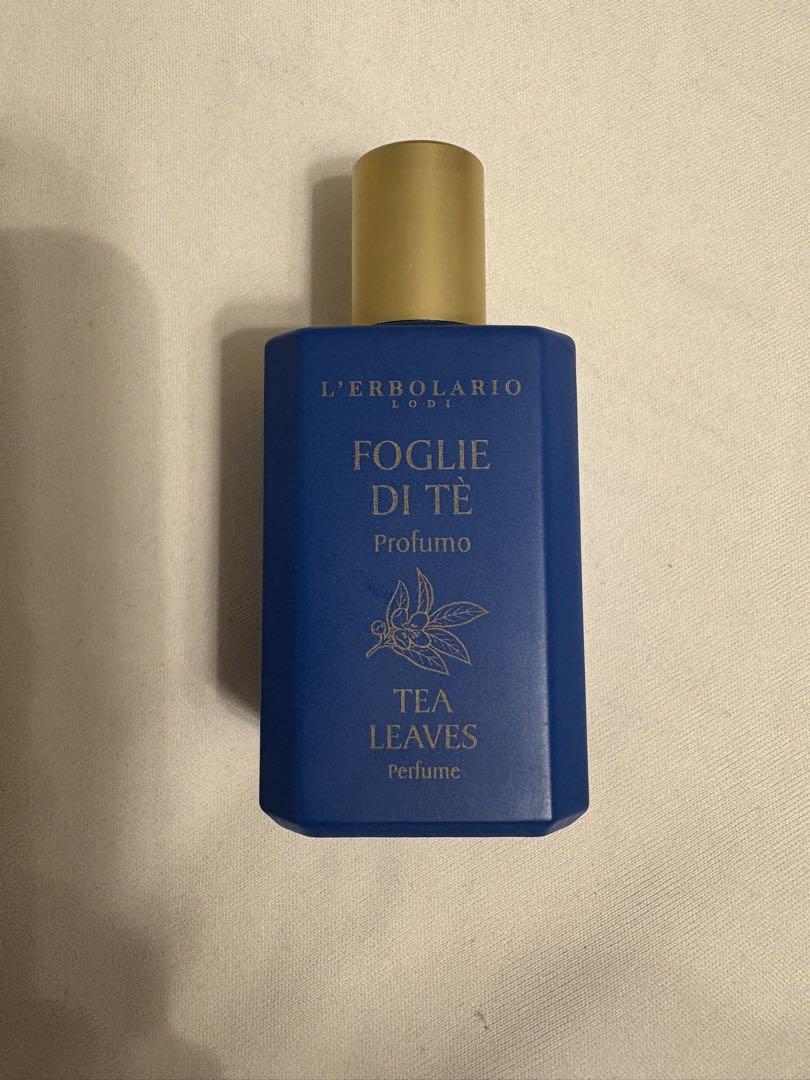 L'ERBOLARIO
LODI
FOGLIE
DI TÈ
Profumo
TEA
LEAVES
Perfume